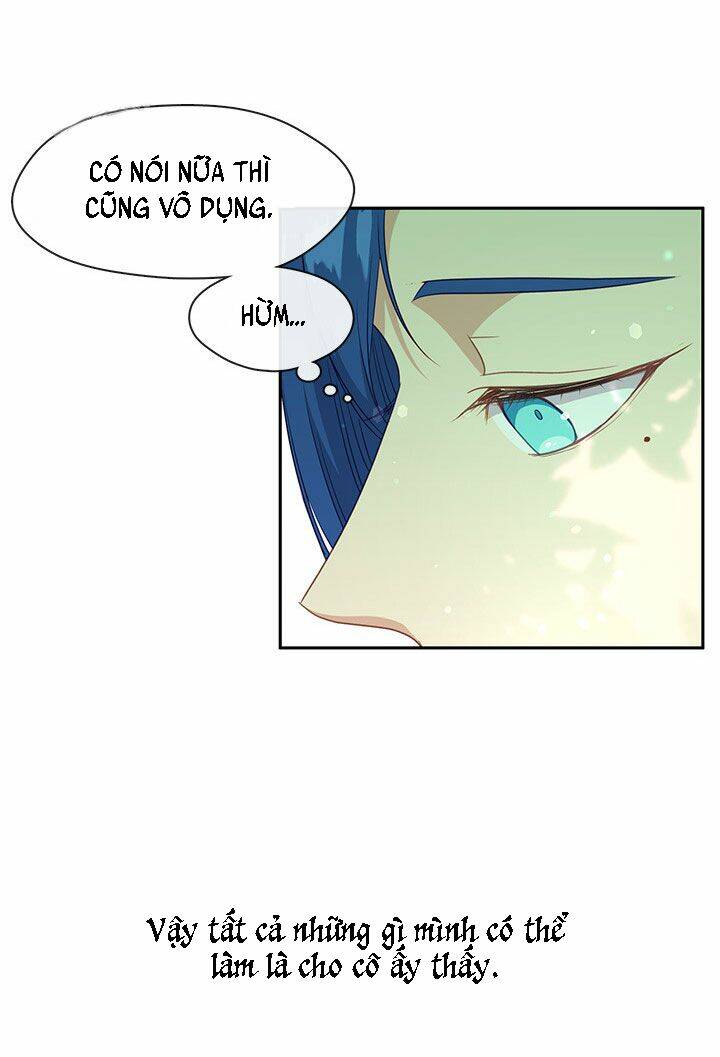 CÓ NÓI NỮA THÌ
CŨNG VÔ DỤNG.
HỪM...
Vậy tất cả những gì mình có thể
làm là cho cô ấy thấy.